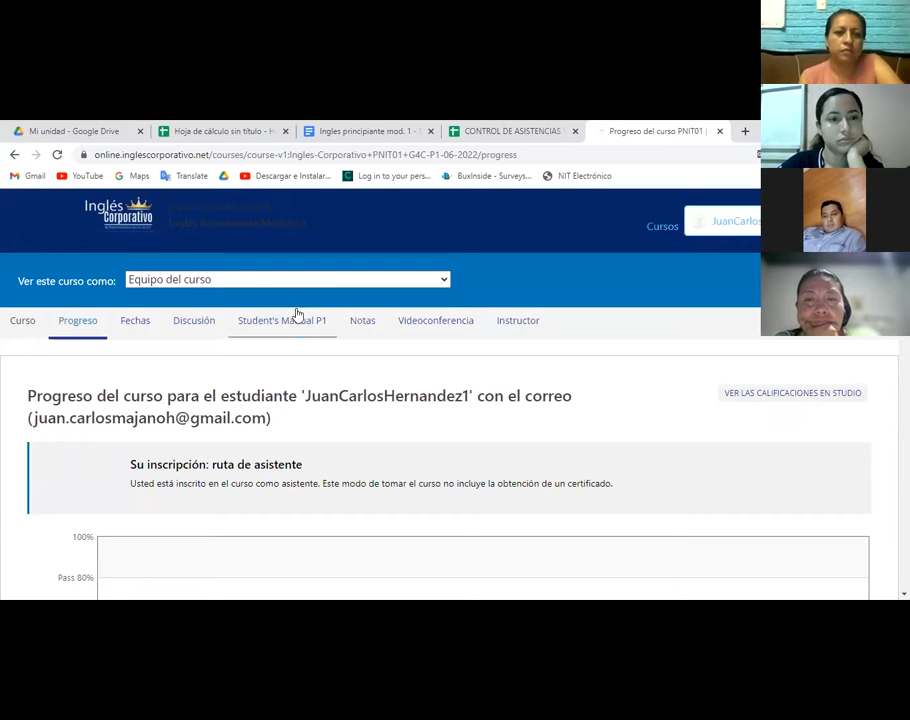 Mi unidad - Google Drive
Hoja de cálculo sin título - H
Ingles principiante mod. 1 -
CONTROL DE ASISTENCIAS
Progreso del curso PNIT01 |
online.inglescorporativo.net/courses/course-v1:Ingles-Corporativo+PNIT01+G4C-P1-06-2022/progress
Gmail
YouTube
Maps
Translate
Descargar e Instalar...
Log in to your pers...
BuxInside - Surveys...
NIT Electrónico
Inglés
Corporativo
Cursos
JuanCarlos
Ver este curso como:
Equipo del curso
Curso
Progreso
Fechas
Discusión
Student's Manual P1
Notas
Videoconferencia
Instructor
Progreso del curso para el estudiante 'JuanCarlosHernandez1' con el correo
(juan.carlosmajanoh@gmail.com)
VER LAS CALIFICACIONES EN STUDIO
Su inscripción: ruta de asistente
Usted está inscrito en el curso como asistente. Este modo de tomar el curso no incluye la obtención de un certificado.
100%
Pass 80%